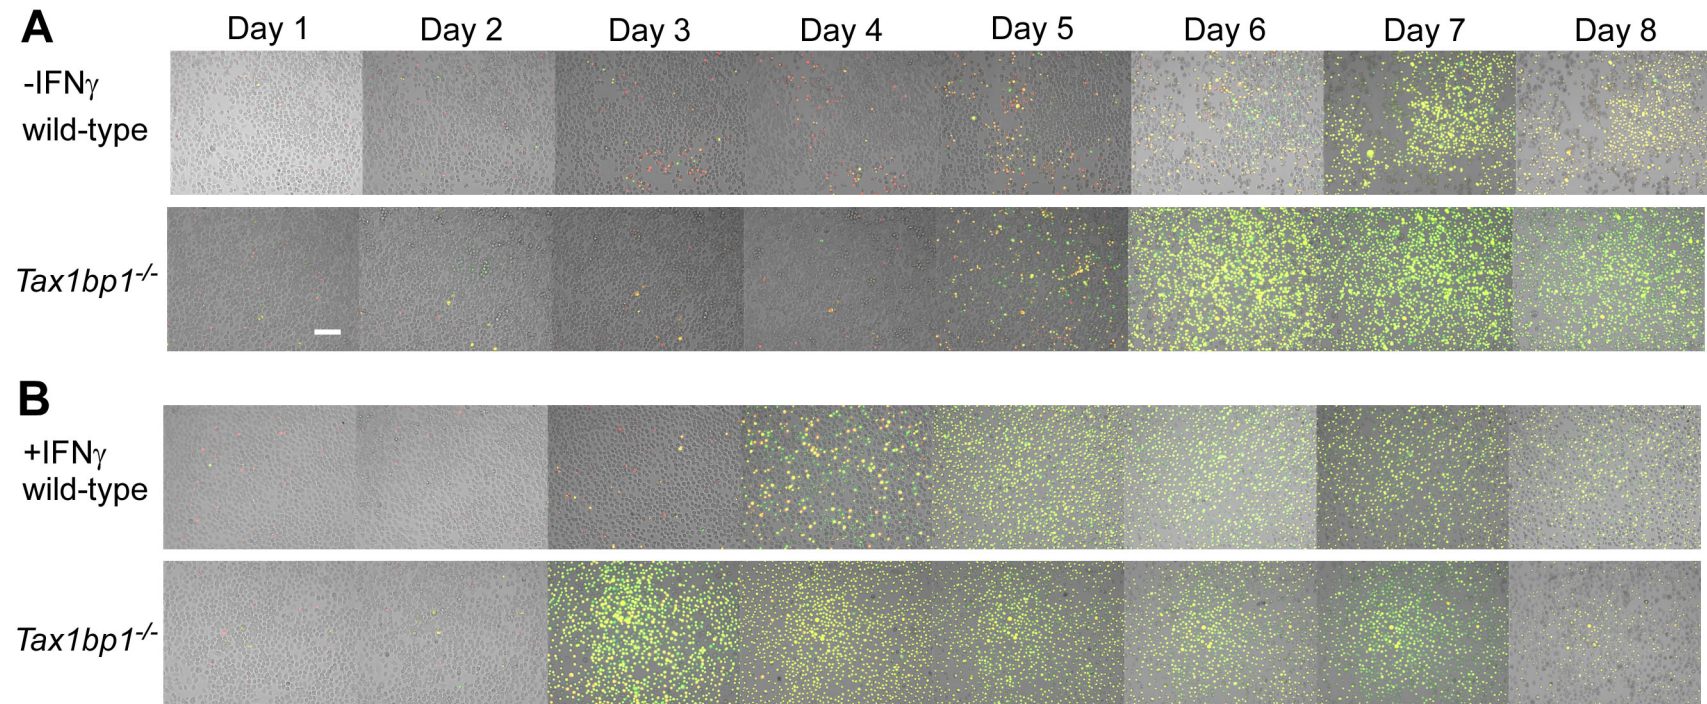 A
Day 1 Day 2 Day 3 Day 4 Day 5 Day 6 Day 7 Day 8
-IFNγ
wild-type
Tax1bp1-/-
B
+IFNγ
wild-type
Tax1bp1-/-